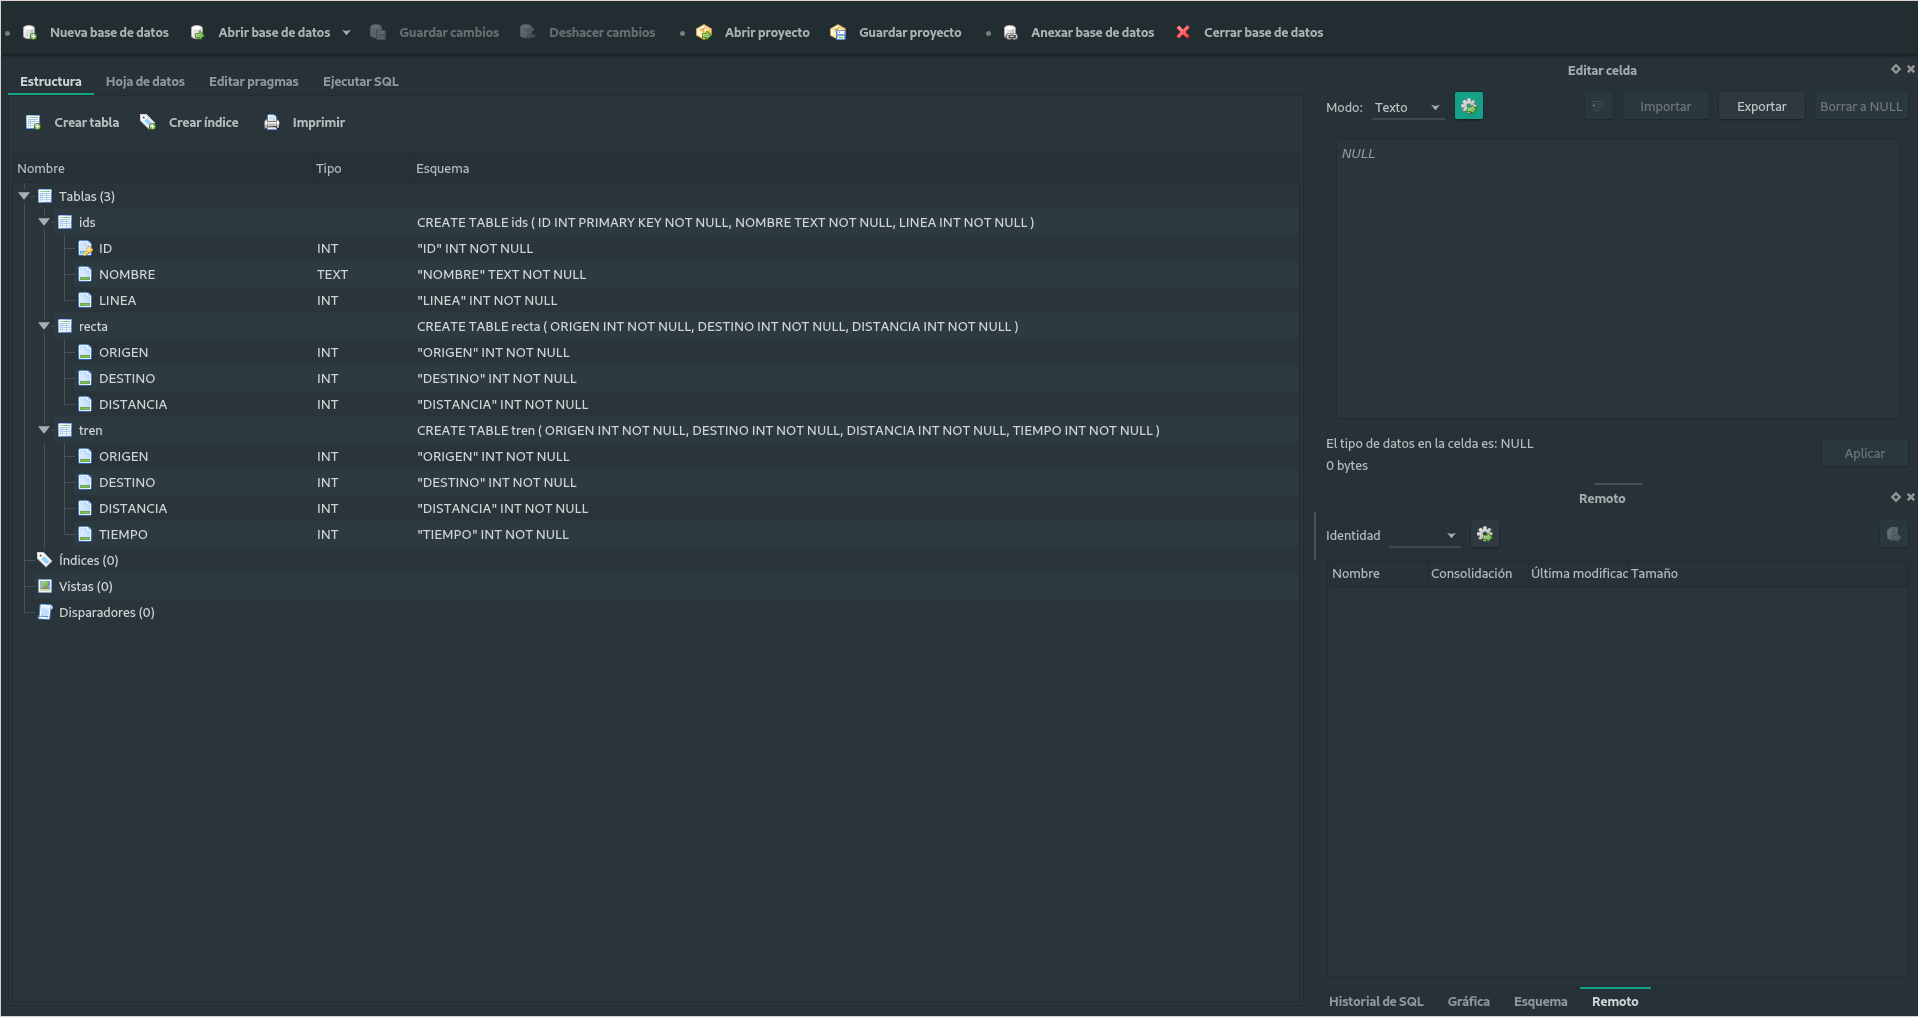 Nueva base de datos Abrir base de datos Guardar cambios Deshacer cambios Abrir proyecto Guardar proyecto Anexar base de datos Cerrar base de datos
Estructura Hoja de datos Editar pragmas Ejecutar SQL
Crear tabla Crear índice Imprimir
Nombre Tipo Esquema
Tablas (3)
ids CREATE TABLE ids ( ID INT PRIMARY KEY NOT NULL, NOMBRE TEXT NOT NULL, LINEA INT NOT NULL )
ID INT "ID" INT NOT NULL
NOMBRE TEXT "NOMBRE" TEXT NOT NULL
LINEA INT "LINEA" INT NOT NULL
recta CREATE TABLE recta ( ORIGEN INT NOT NULL, DESTINO INT NOT NULL, DISTANCIA INT NOT NULL )
ORIGEN INT "ORIGEN" INT NOT NULL
DESTINO INT "DESTINO" INT NOT NULL
DISTANCIA INT "DISTANCIA" INT NOT NULL
tren CREATE TABLE tren ( ORIGEN INT NOT NULL, DESTINO INT NOT NULL, DISTANCIA INT NOT NULL, TIEMPO INT NOT NULL )
ORIGEN INT "ORIGEN" INT NOT NULL
DESTINO INT "DESTINO" INT NOT NULL
DISTANCIA INT "DISTANCIA" INT NOT NULL
TIEMPO INT "TIEMPO" INT NOT NULL
Índices (0)
Vistas (0)
Disparadores (0)
Editar celda
Modo: Texto Importar Exportar Borrar a NULL
NULL
El tipo de datos en la celda es: NULL
0 bytes
Aplicar
Remoto
Identidad
Nombre Consolidación Última modificac Tamaño
Historial de SQL Gráfica Esquema Remoto